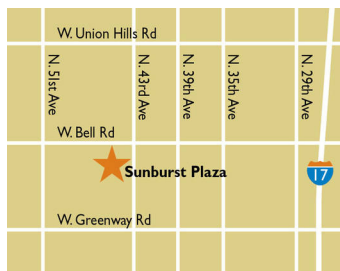 W. Union Hills Rd
N. 51st Ave
N. 43rd Ave
N. 39th Ave
N. 35th Ave
N. 29th Ave
W. Bell Rd
Sunburst Plaza
17
W. Greenway Rd